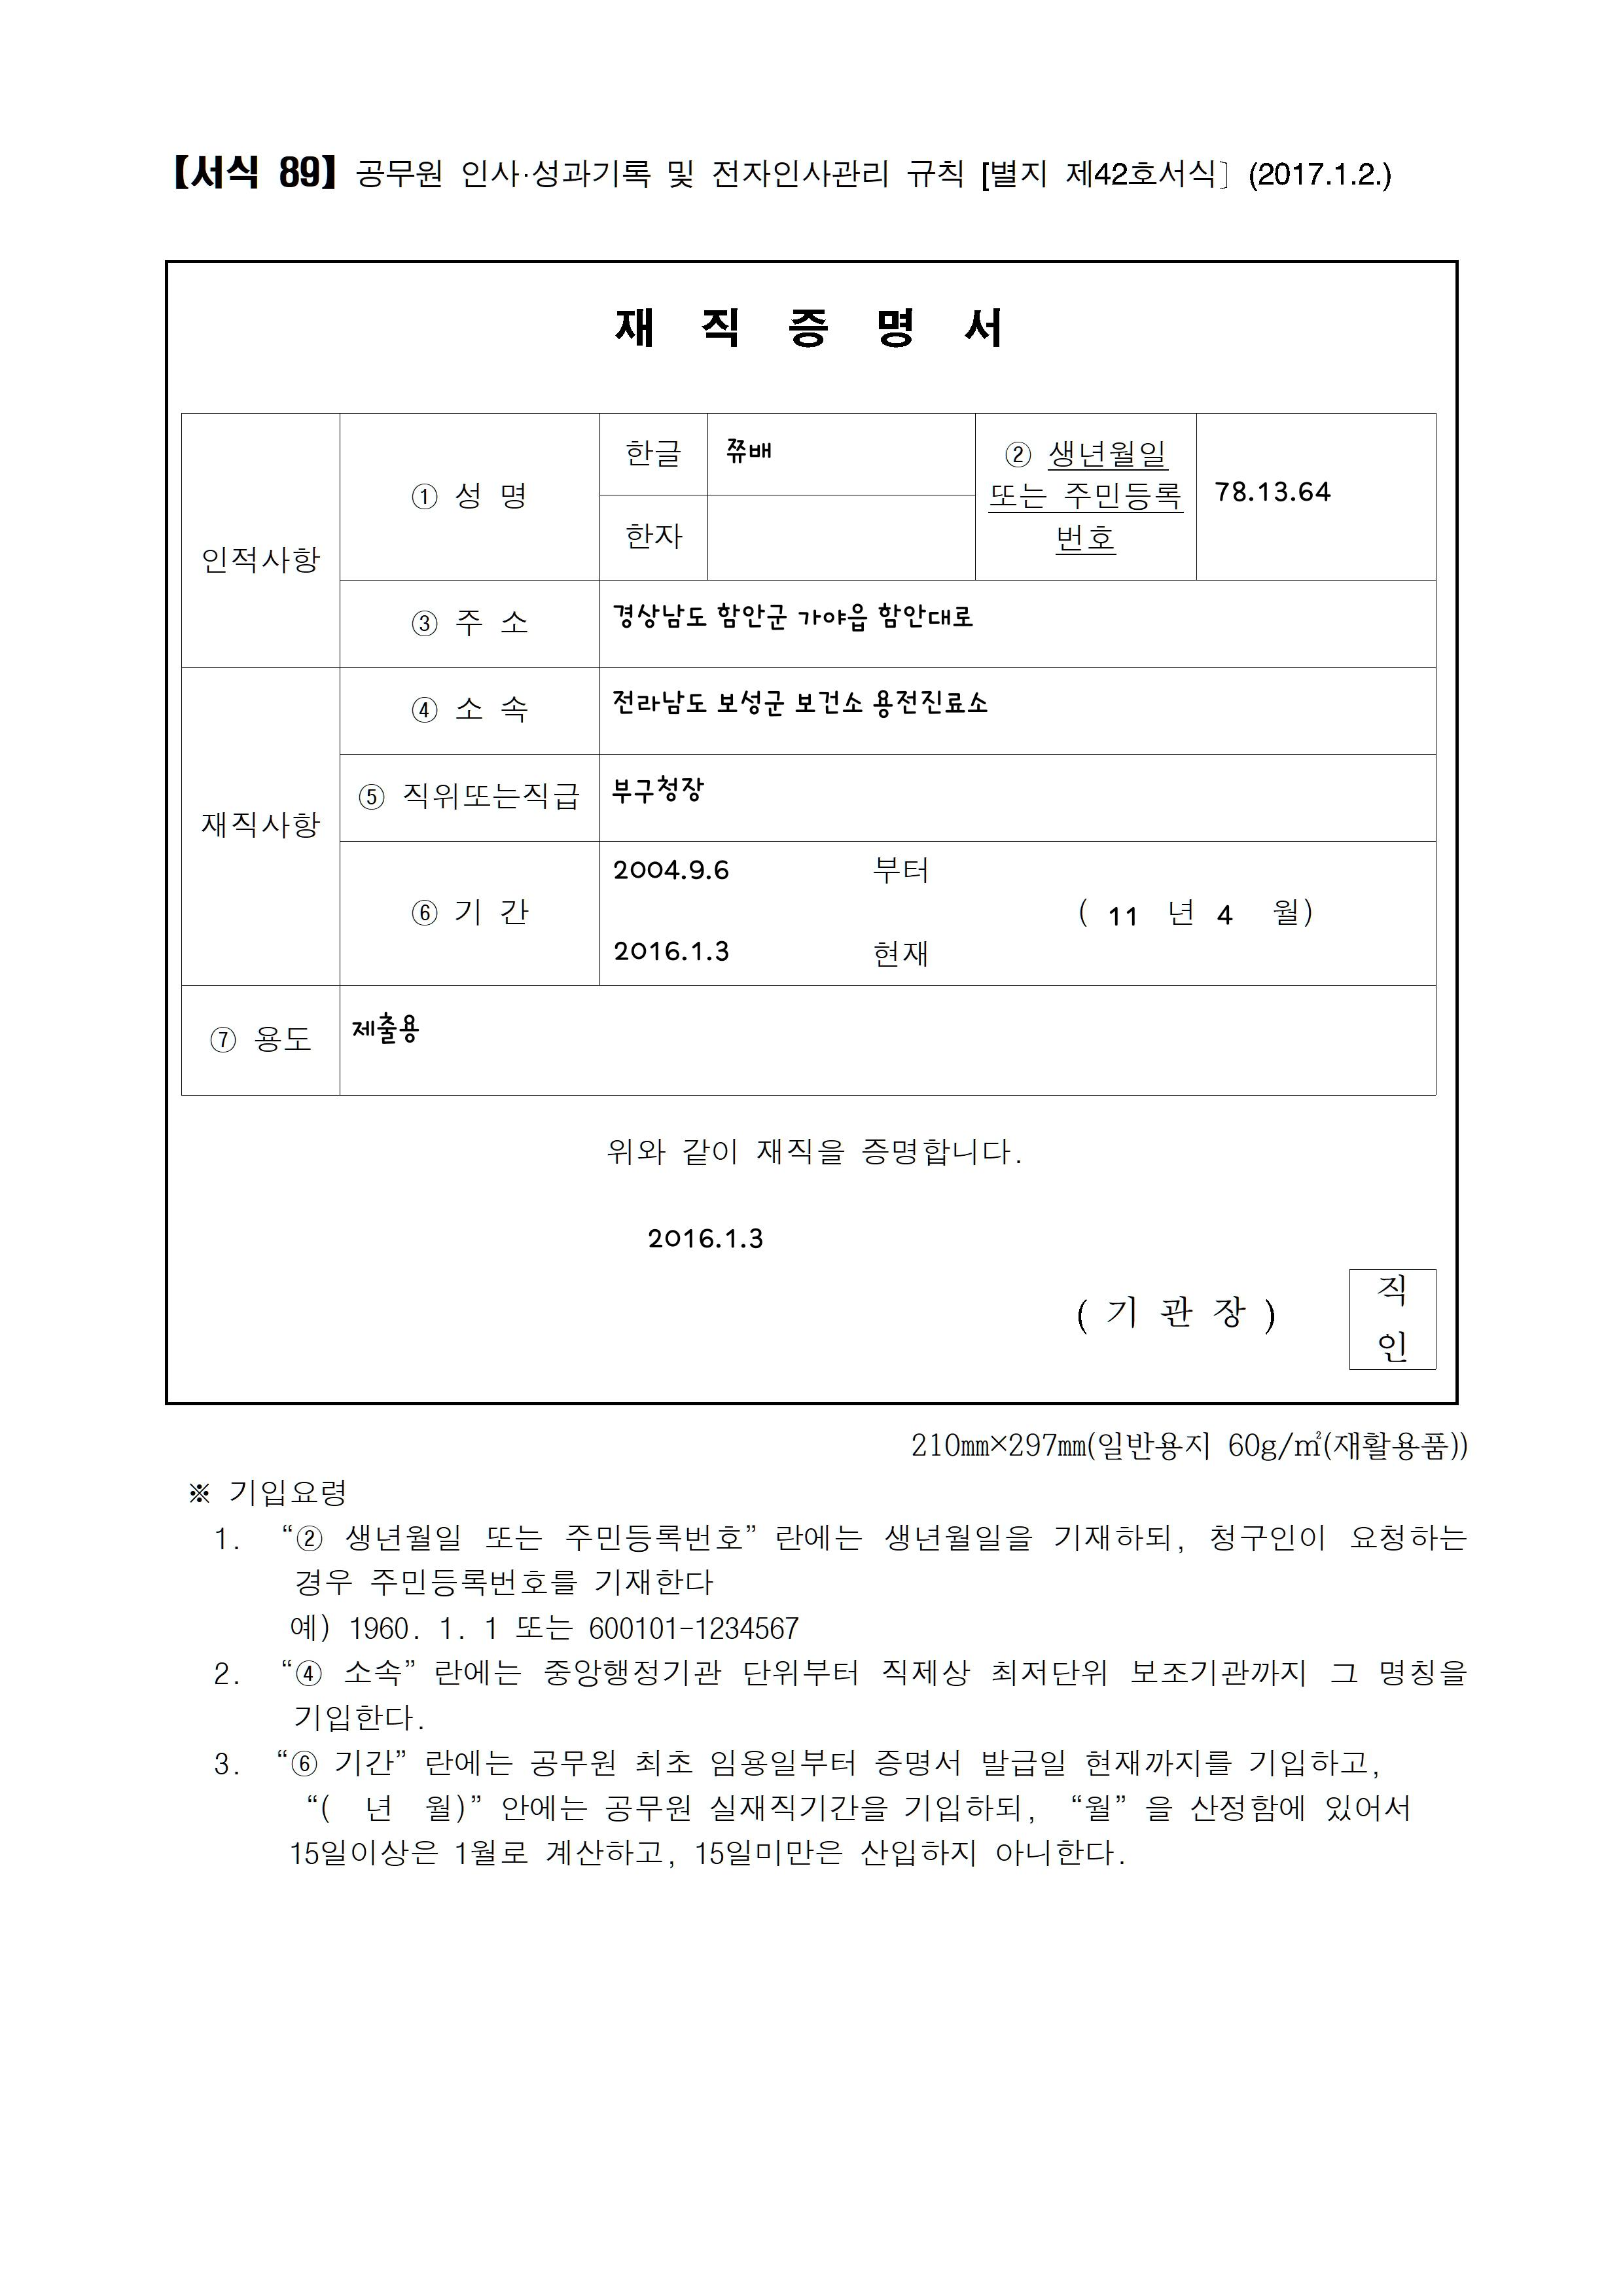 【서식 89】 공무원 인사·성과기록 및 전자인사관리 규칙 [별지 제42호서식〕 (2017.1.2.)
재 직 증 명 서
인적사항
① 성 명
한글
쮸배
한자
② 생년월일
또는 주민등록
번호
78.13.64
③ 주 소
경상남도 함안군 가야읍 함안대로
재직사항
④ 소 속
전라남도 보성군 보건소 용전진료소
⑤ 직위또는직급
부구청장
⑥ 기 간
2004.9.6 부터
( 11 년 4 월)
2016.1.3 현재
⑦ 용도
제출용
위와 같이 재직을 증명합니다.
2016.1.3
( 기 관 장 )
직
인
210㎜×297㎜(일반용지 60g/㎡(재활용품))
※ 기입요령
1. “② 생년월일 또는 주민등록번호” 란에는 생년월일을 기재하되, 청구인이 요청하는
경우 주민등록번호를 기재한다
예) 1960. 1. 1 또는 600101-1234567
2. “④ 소속” 란에는 중앙행정기관 단위부터 직제상 최저단위 보조기관까지 그 명칭을
기입한다.
3. “⑥ 기간” 란에는 공무원 최초 임용일부터 증명서 발급일 현재까지를 기입하고,
“( 년 월)” 안에는 공무원 실재직기간을 기입하되, “월” 을 산정함에 있어서
15일이상은 1월로 계산하고, 15일미만은 산입하지 아니한다.